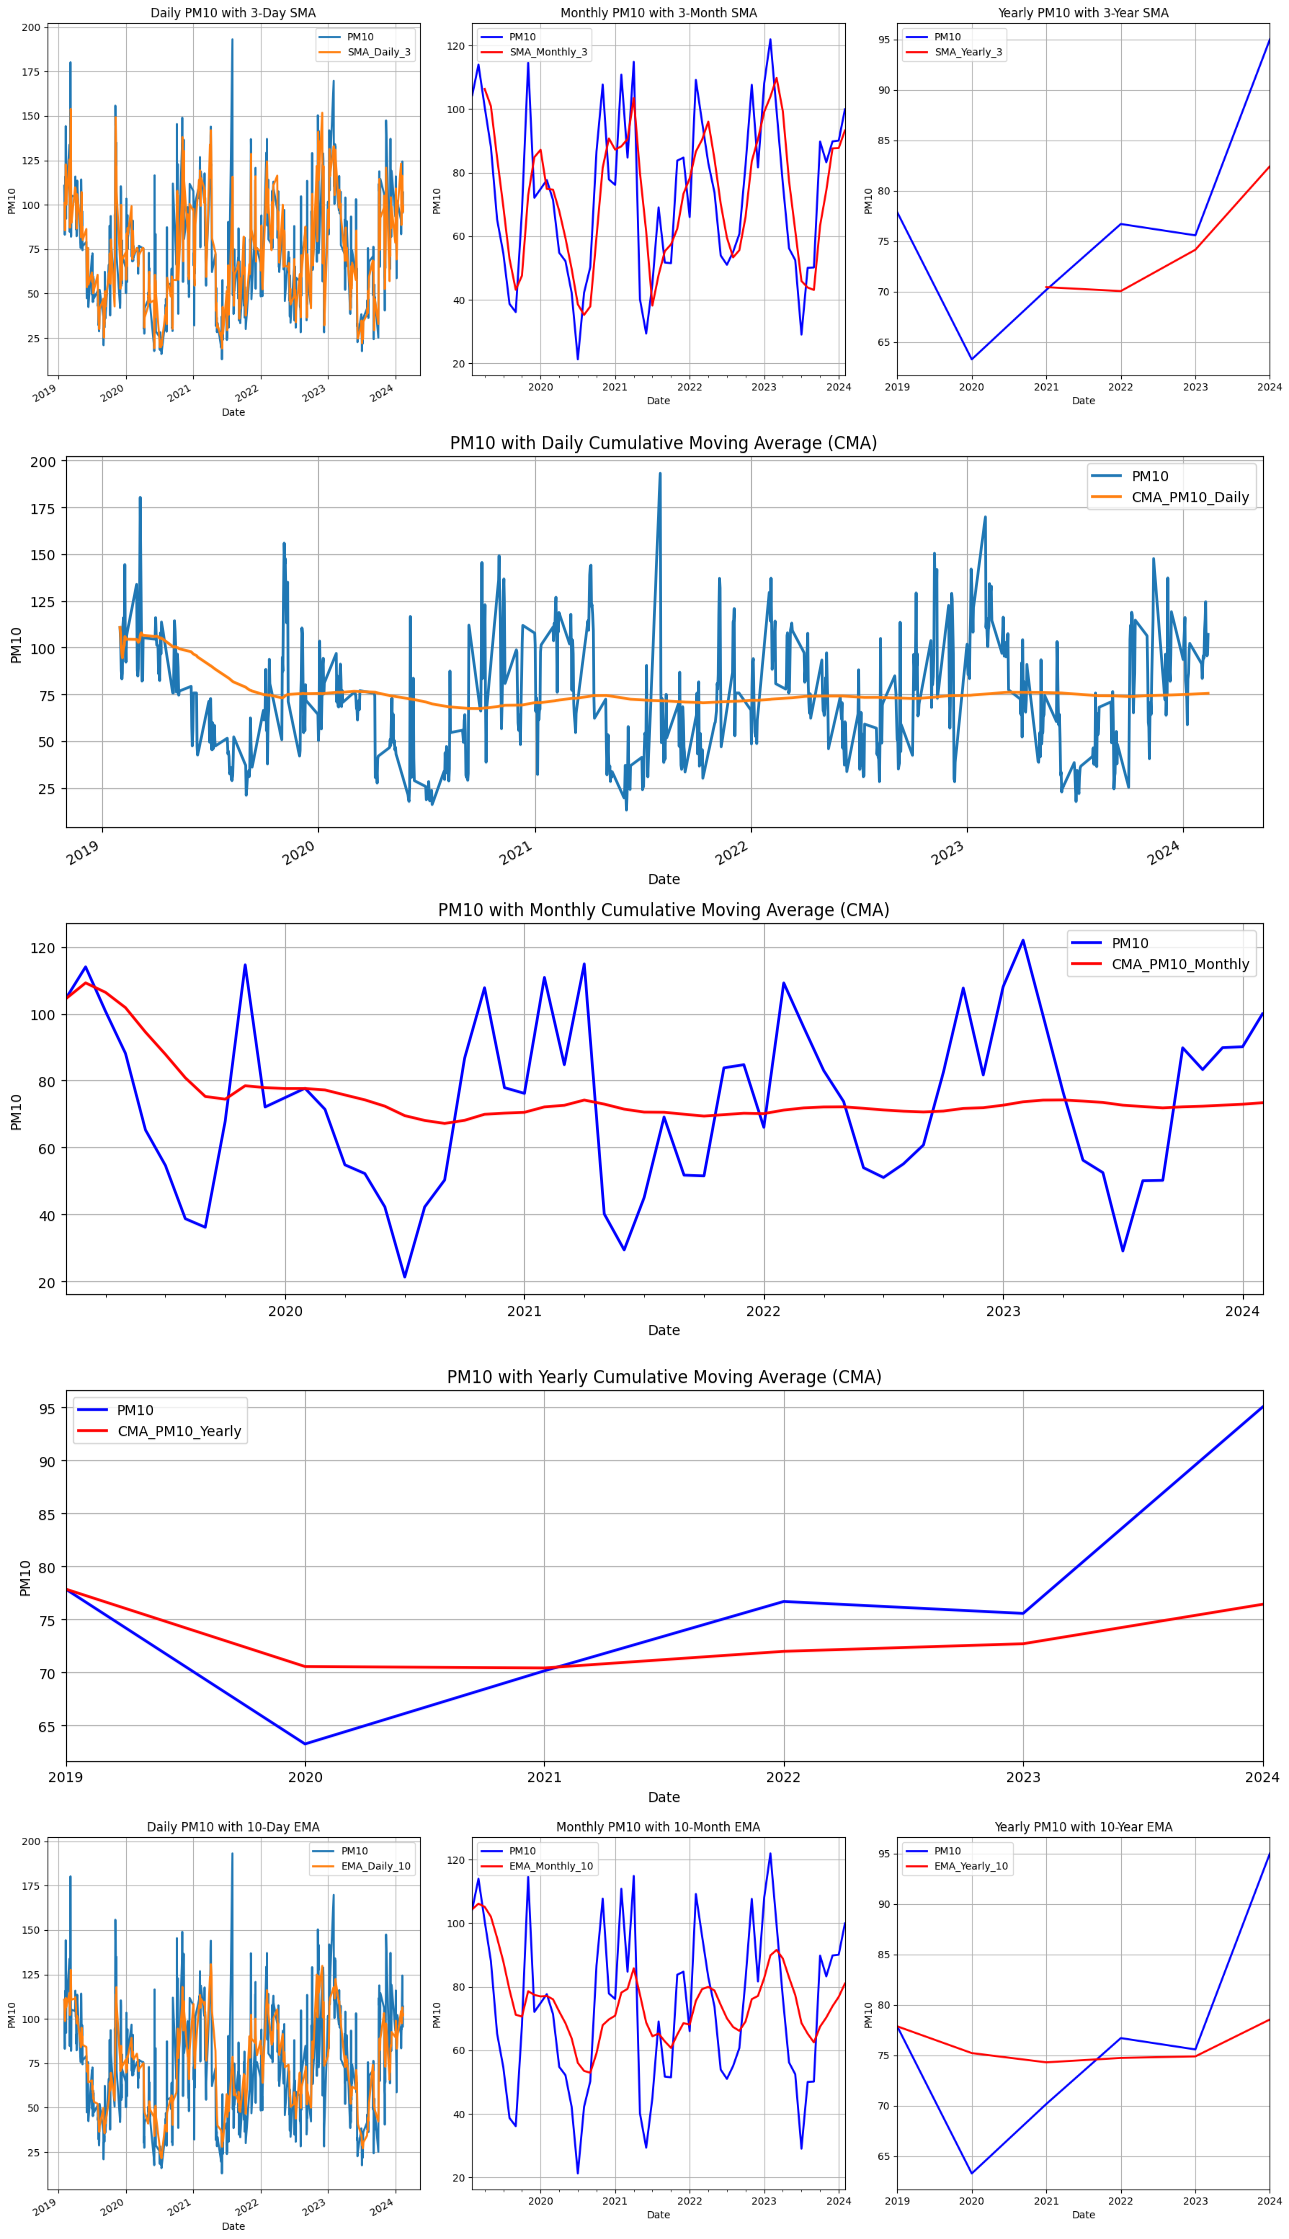 Daily PM10 with 3-Day SMA
PM10
SMA_Daily_3
200
175
150
125
100
75
50
25
PM10
2019
2020
2021
2022
2023
2024
Date
Monthly PM10 with 3-Month SMA
PM10
SMA_Monthly_3
120
100
80
60
40
20
PM10
2020
2021
2022
2023
2024
Date
Yearly PM10 with 3-Year SMA
PM10
SMA_Yearly_3
95
90
85
80
75
70
65
PM10
2019
2020
2021
2022
2023
2024
Date
PM10 with Daily Cumulative Moving Average (CMA)
PM10
CMA_PM10_Daily
200
175
150
125
100
75
50
25
PM10
2019
2020
2021
2022
2023
2024
Date
PM10 with Monthly Cumulative Moving Average (CMA)
PM10
CMA_PM10_Monthly
120
100
80
60
40
20
PM10
2020
2021
2022
2023
2024
Date
PM10 with Yearly Cumulative Moving Average (CMA)
PM10
CMA_PM10_Yearly
95
90
85
80
75
70
65
PM10
2019
2020
2021
2022
2023
2024
Date
Daily PM10 with 10-Day EMA
PM10
EMA_Daily_10
200
175
150
125
100
75
50
25
PM10
2019
2020
2021
2022
2023
2024
Date
Monthly PM10 with 10-Month EMA
PM10
EMA_Monthly_10
120
100
80
60
40
20
PM10
2020
2021
2022
2023
2024
Date
Yearly PM10 with 10-Year EMA
PM10
EMA_Yearly_10
95
90
85
80
75
70
65
PM10
2019
2020
2021
2022
2023
2024
Date